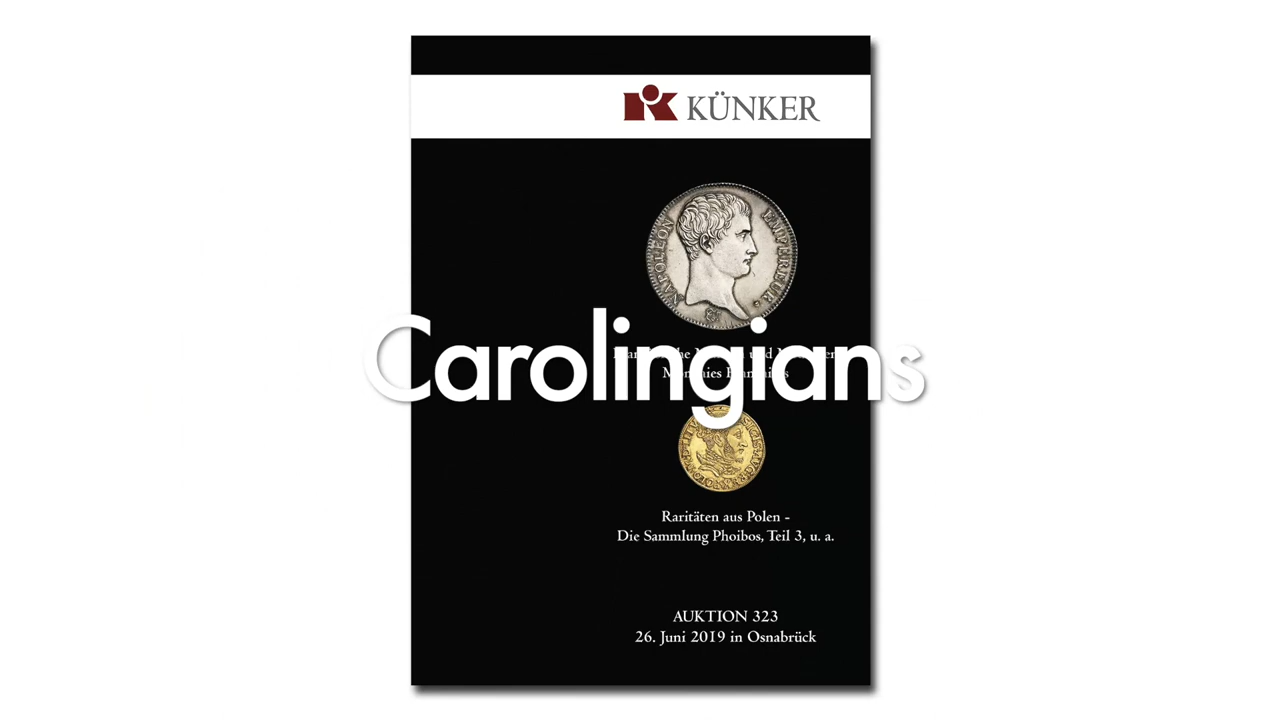 KÜNKER
NAPOLEON EMPEREUR.
Carolingians
Raritäten aus Polen -
Die Sammlung Phoibos, Teil 3, u. a.
AUKTION 323
26. Juni 2019 in Osnabrück